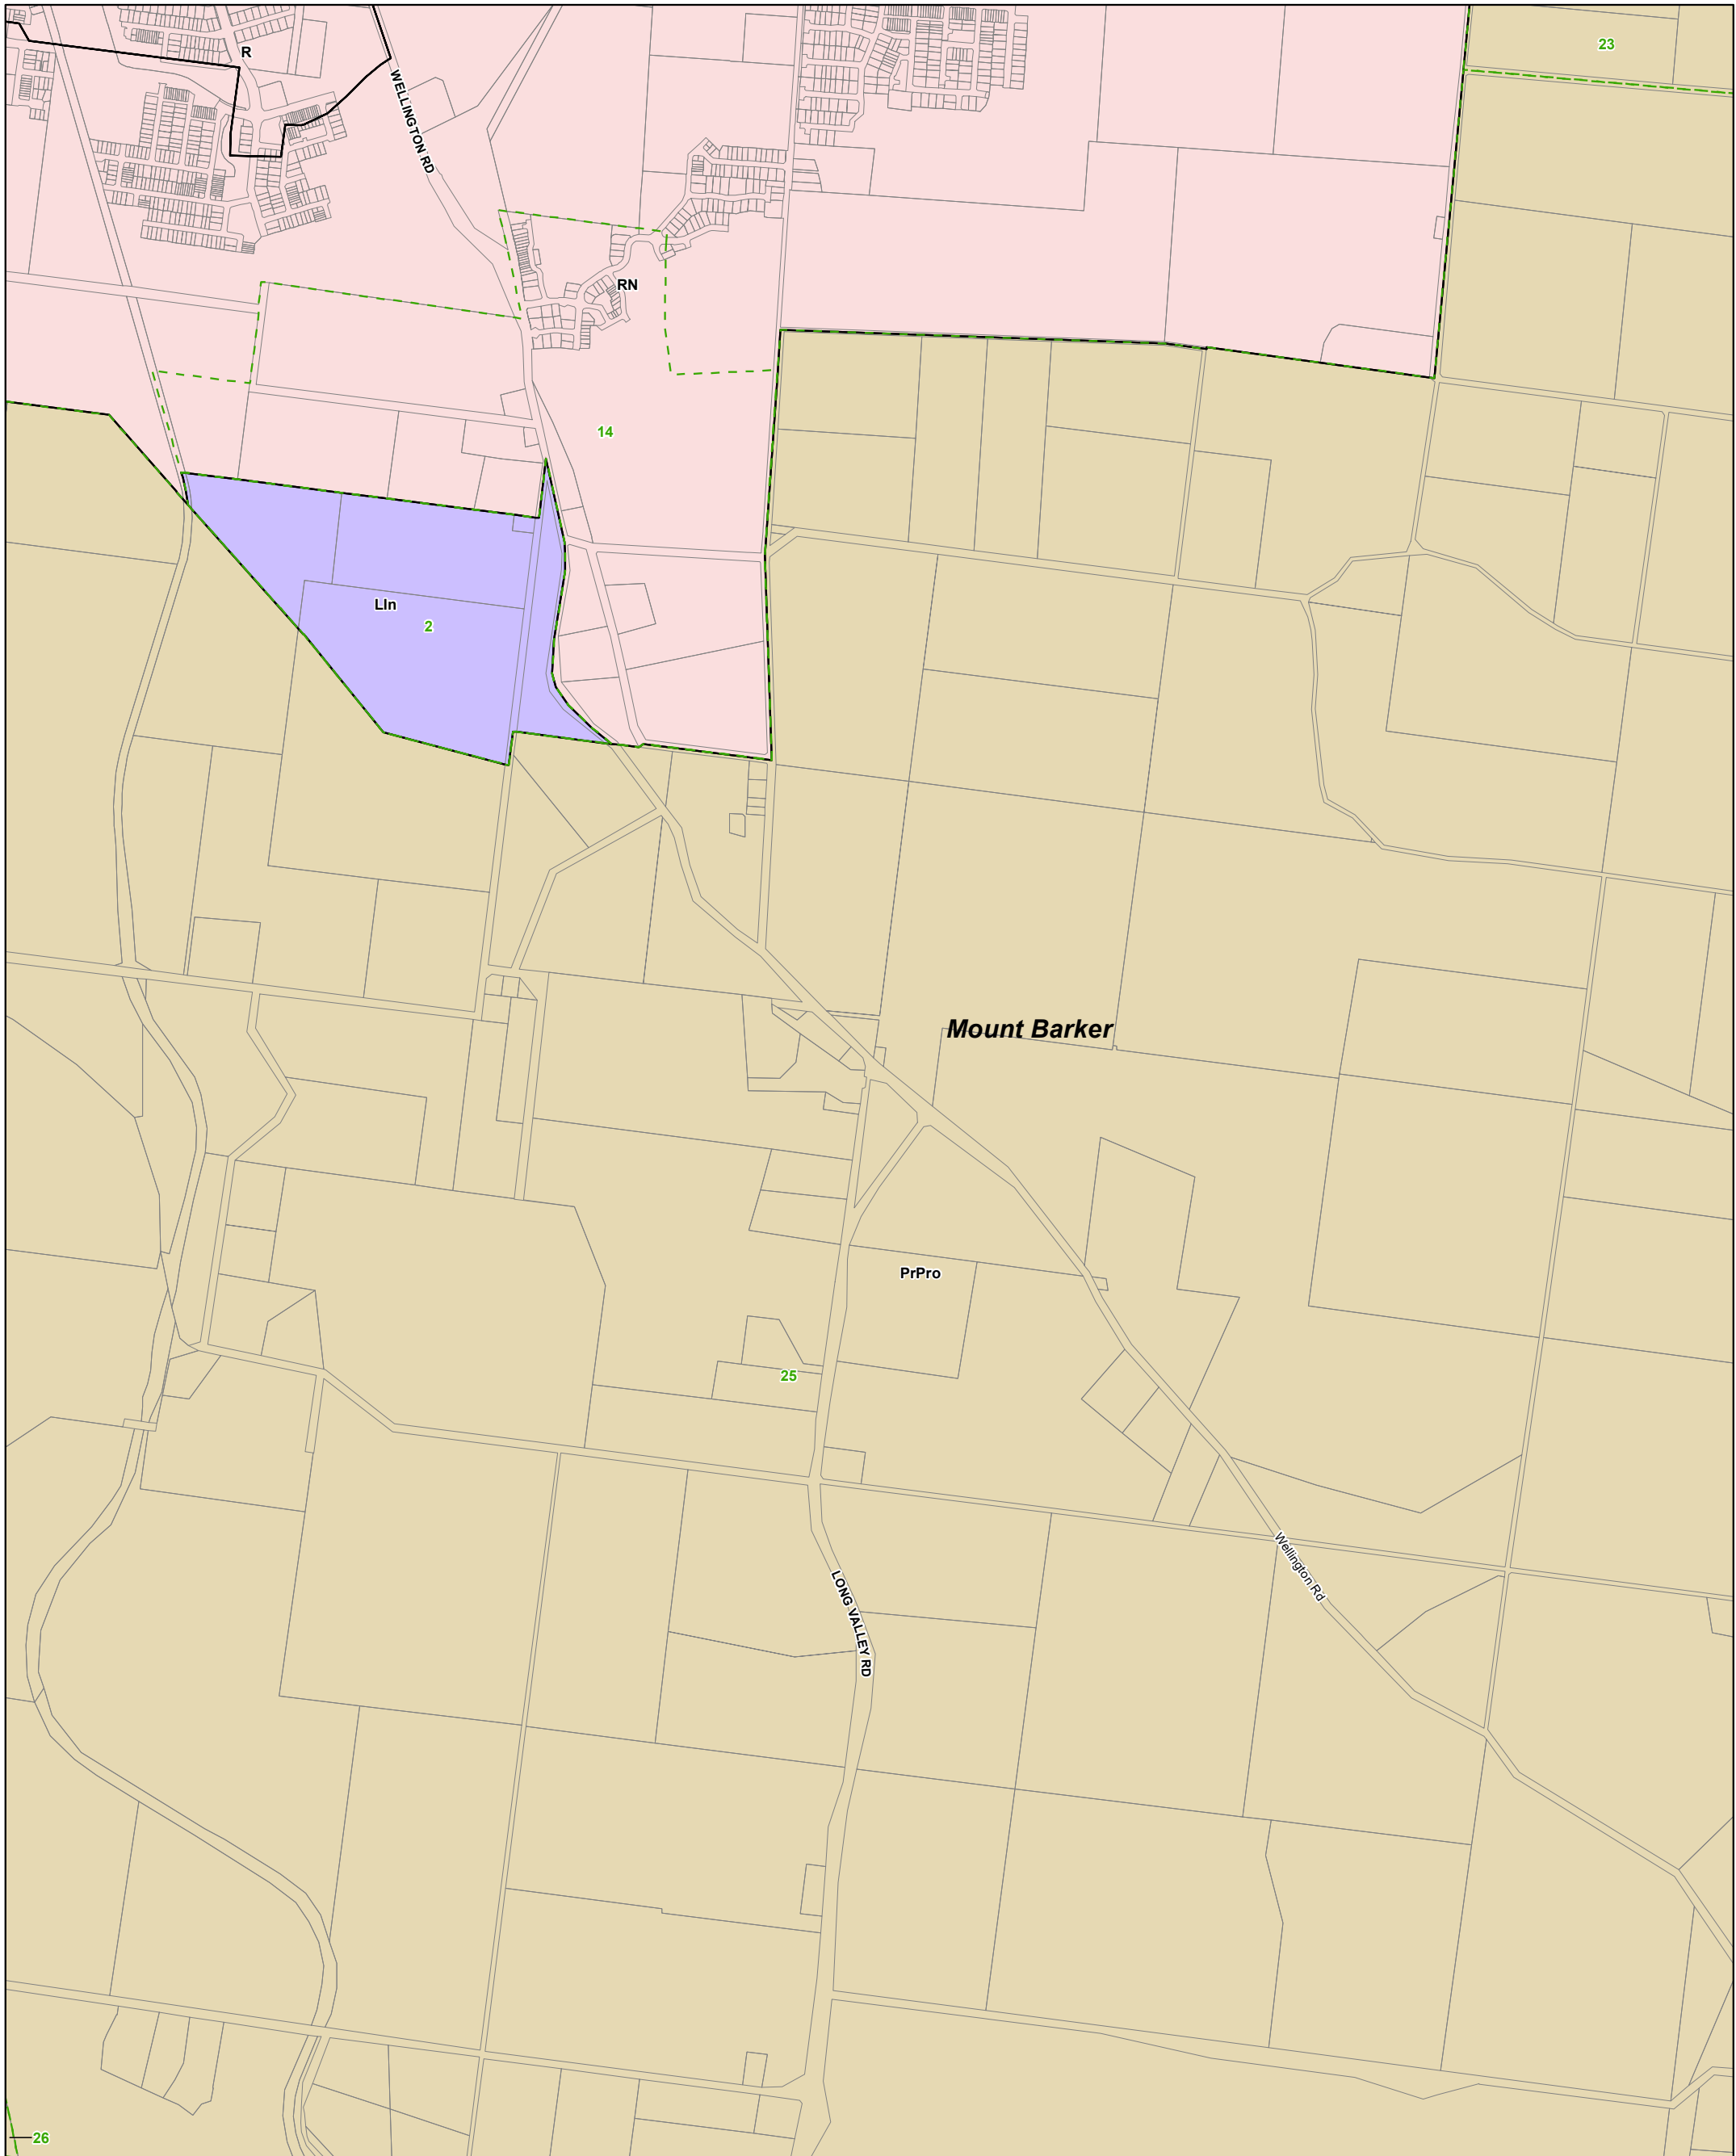 23
R
WELLINGTON RD
RN
14
LIn
2
Mount Barker
PrPro
25
Wellington Rd
LONG VALLEY RD
26